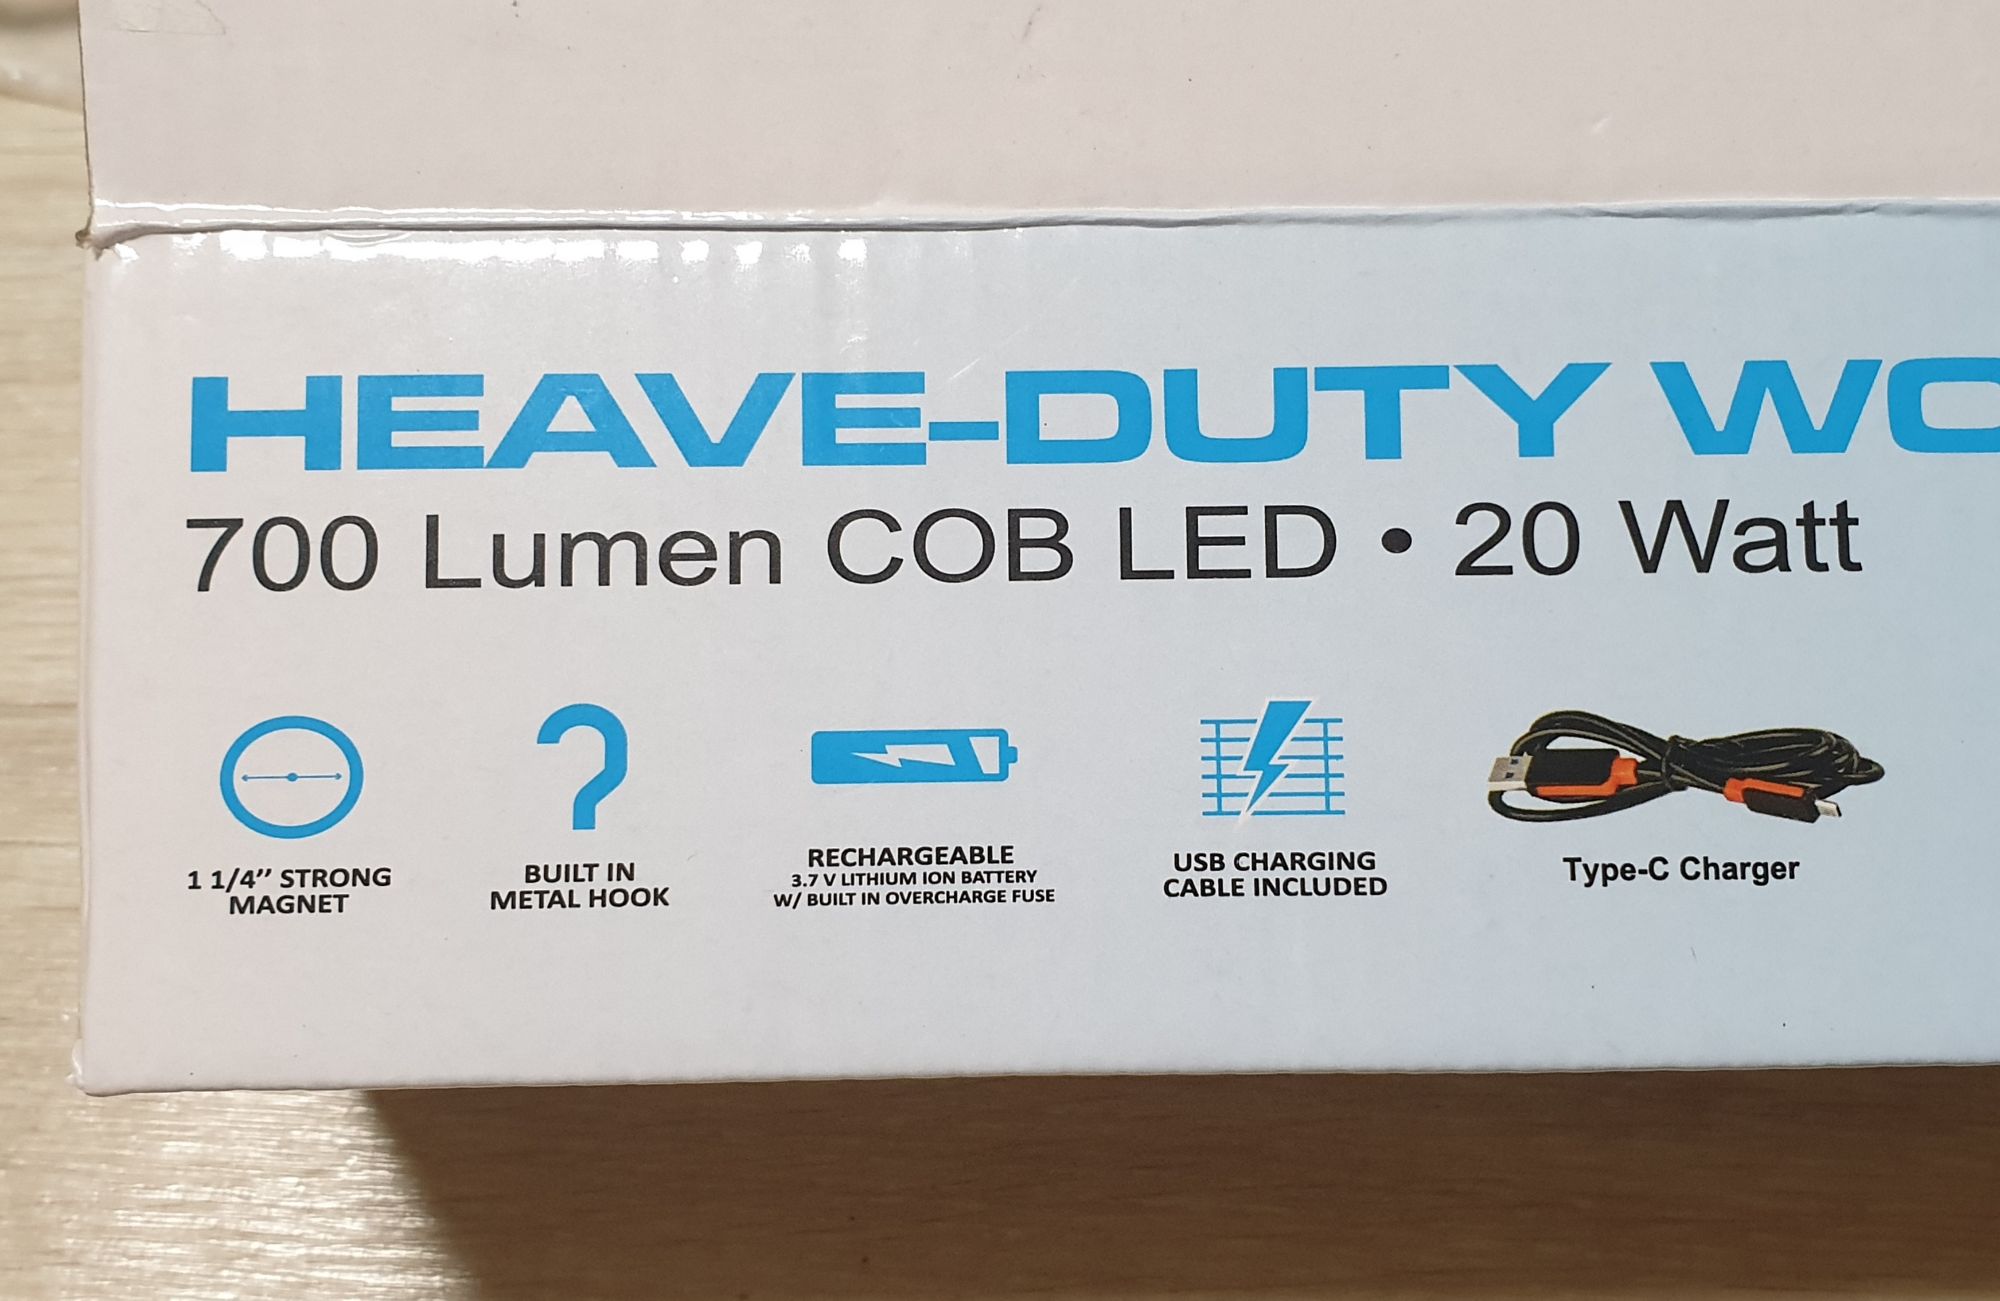 HEAVE-DUTY WO
700 Lumen COB LED • 20 Watt
1 1/4” STRONG
MAGNET
BUILT IN
METAL HOOK
RECHARGEABLE
3.7 V LITHIUM ION BATTERY
W/ BUILT IN OVERCHARGE FUSE
USB CHARGING
CABLE INCLUDED
Type-C Charger